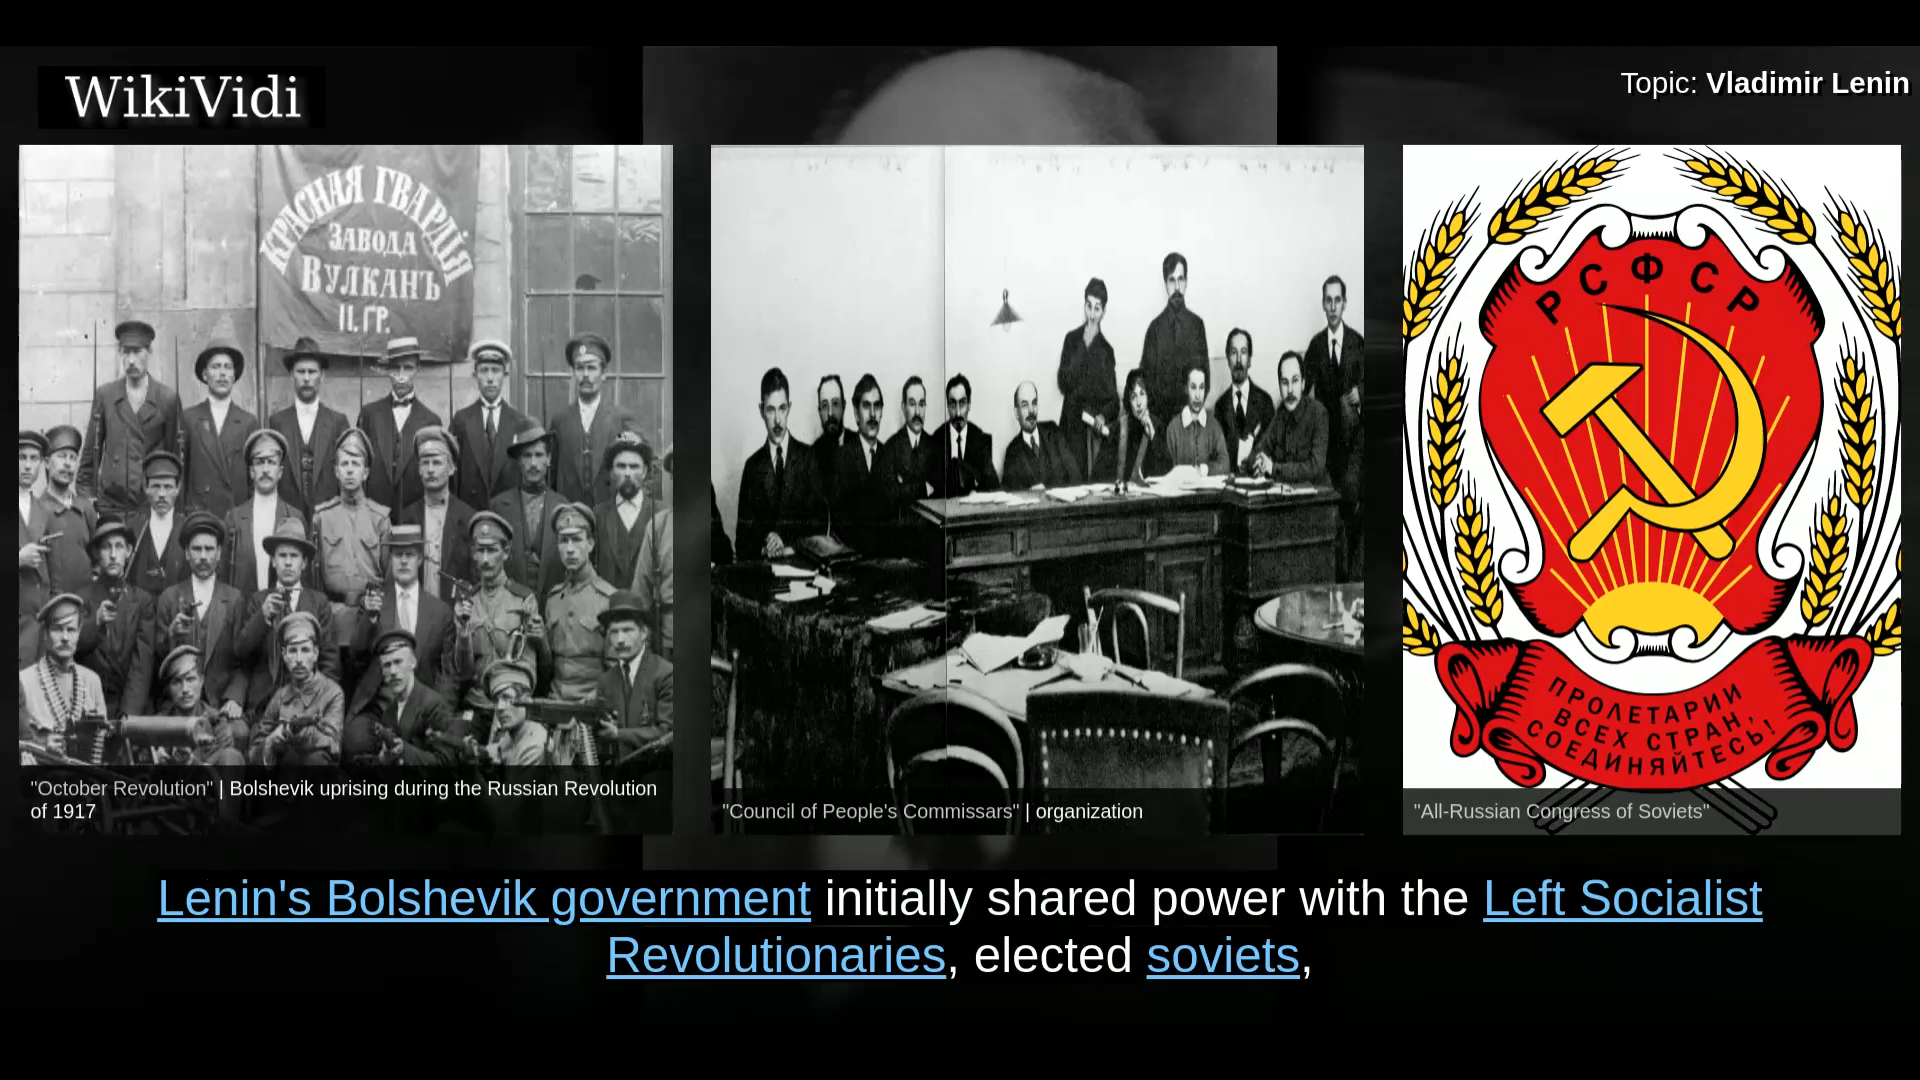 WikiVidi
Topic: Vladimir Lenin
КРАСНАЯ ГВАРДІЯ
ЗАВОДА
ВУЛКАНЪ
II. ГР.
"October Revolution" | Bolshevik uprising during the Russian Revolution
of 1917
"Council of People's Commissars" | organization
РСФСР
ПРОЛЕТАРИИ
ВСЕХ СТРАН,
СОЕДИНЯЙТЕСЬ!
"All-Russian Congress of Soviets"
Lenin's Bolshevik government initially shared power with the Left Socialist
Revolutionaries, elected soviets,